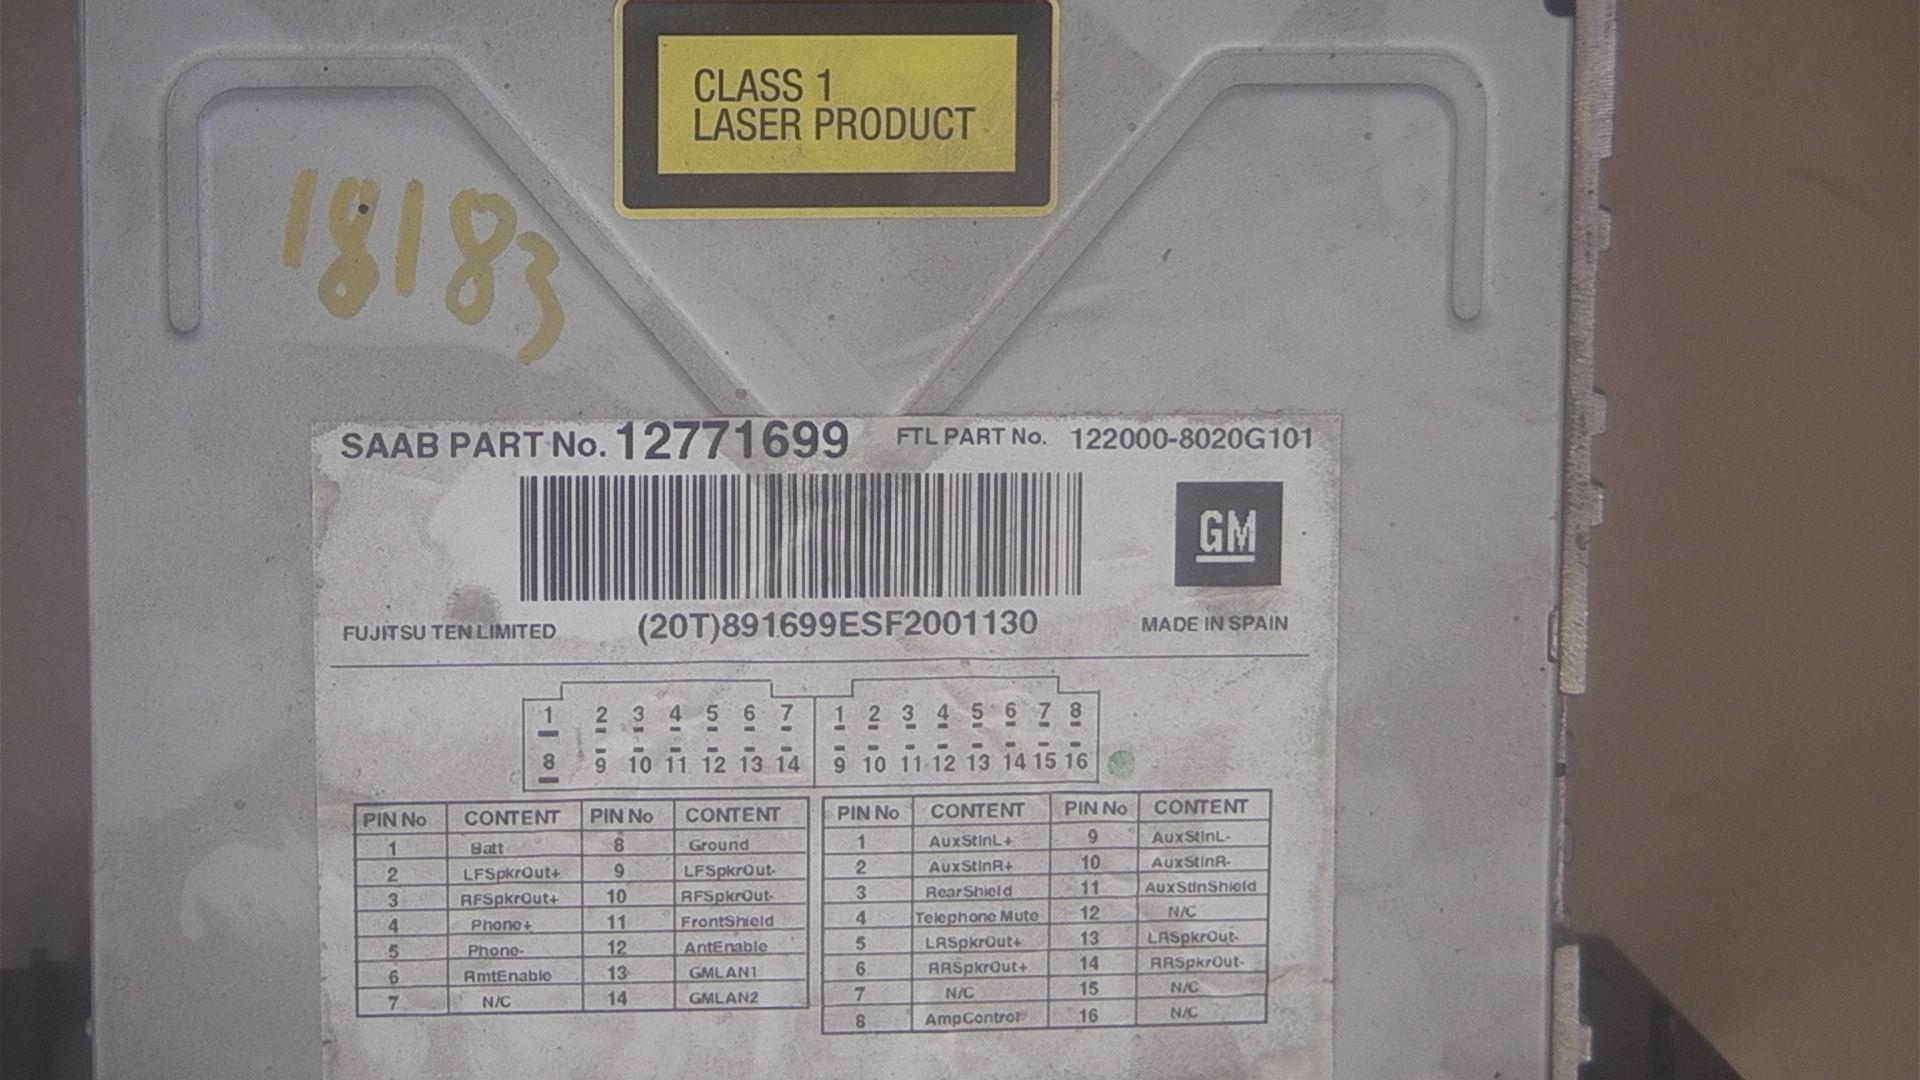 CLASS 1
LASER PRODUCT
18183
SAAB PART No. 12771699 FTL PART No. 122000-8020G101
GM
FUJITSU TEN LIMITED (20T)891699ESF2001130 MADE IN SPAIN
1 2 3 4 5 6 7 1 2 3 4 5 6 7 8
8 9 10 11 12 13 14 9 10 11 12 13 14 15 16
PIN No CONTENT PIN No CONTENT
1 Batt 8 Ground
2 LFSpkrOut+ 9 LFSpkrOut-
3 RFSpkrOut+ 10 RFSpkrOut-
4 Phone+ 11 FrontShield
5 Phone- 12 AntEnable
6 RmtEnable 13 GMLAN1
7 N/C 14 GMLAN2
PIN No CONTENT PIN No CONTENT
1 AuxStInL+ 9 AuxStInL-
2 AuxStInR+ 10 AuxStInR-
3 RearShield 11 AuxStInShield
4 Telephone Mute 12 N/C
5 LRSpkrOut+ 13 LRSpkrOut-
6 RRSpkrOut+ 14 RRSpkrOut-
7 N/C 15 N/C
8 AmpControl 16 N/C